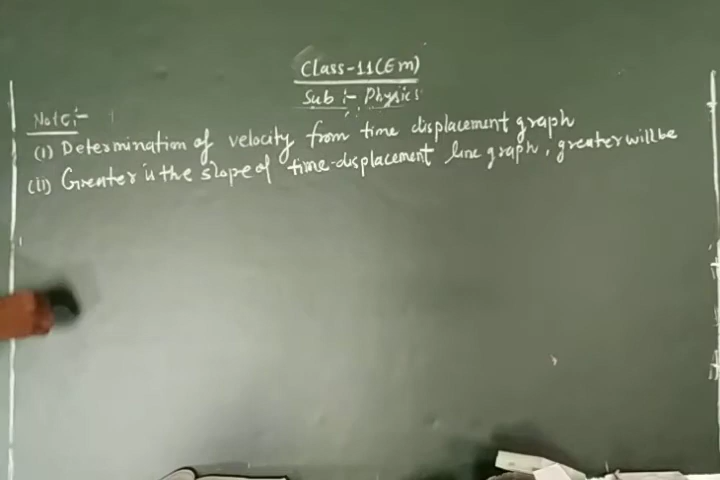 Class-11(Em)
Sub :- Physics
Note:-
(i) Determination of velocity from time displacement graph
(ii) Greater is the slope of time-displacement line graph, greater will be